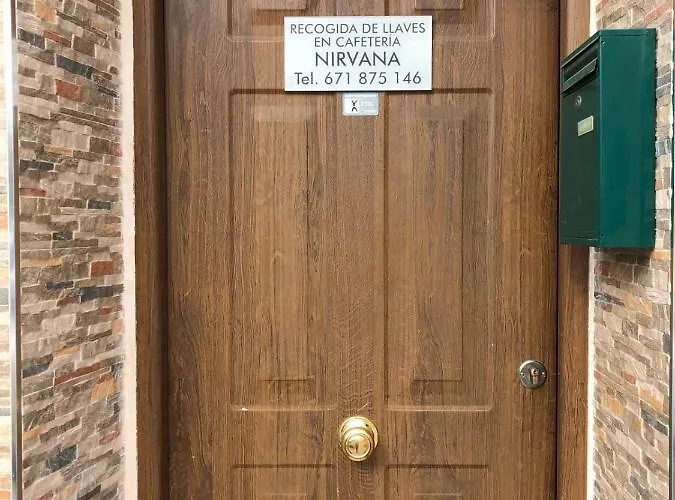 RECOGIDA DE LLAVES
EN CAFETERIA
NIRVANA
Tel. 671 875 146